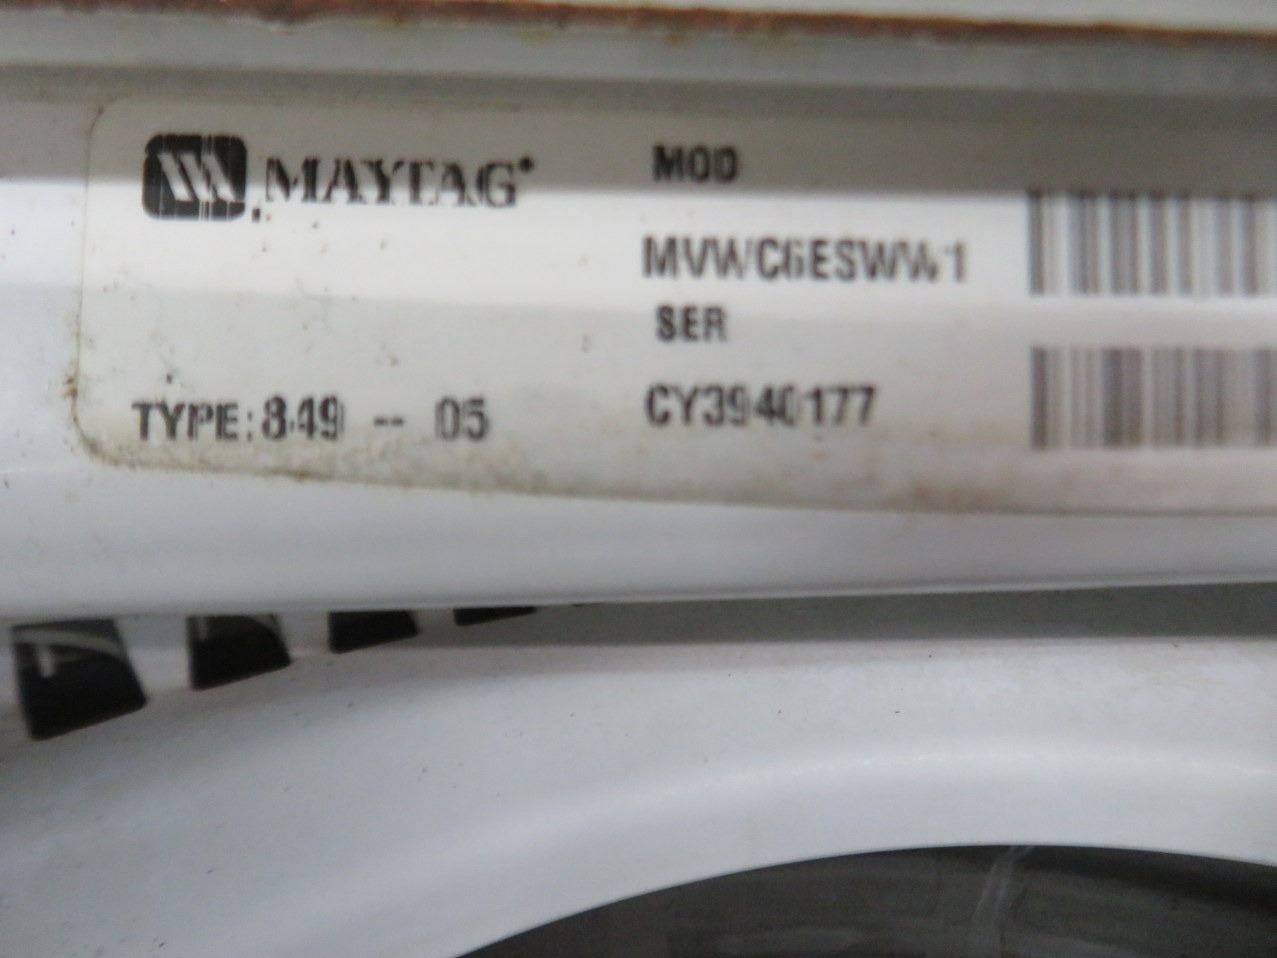 MAYTAG
MOD
MVWC6ESWW1
SER
CY3940177
TYPE: 849 -- 05